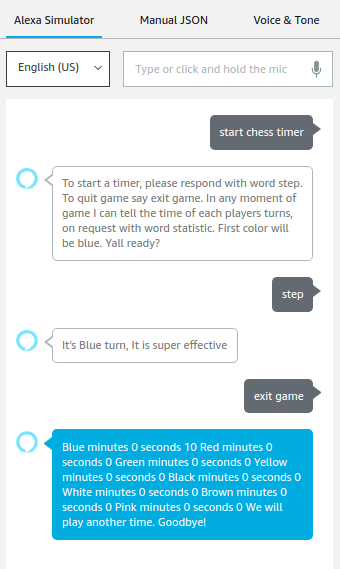 Alexa Simulator Manual JSON Voice & Tone
English (US) Type or click and hold the mic
start chess timer
To start a timer, please respond with word step.
To quit game say exit game. In any moment of
game I can tell the time of each players turns,
on request with word statistic. First color will
be blue. Yall ready?
step
It's Blue turn, It is super effective
exit game
Blue minutes 0 seconds 10 Red minutes 0
seconds 0 Green minutes 0 seconds 0 Yellow
minutes 0 seconds 0 Black minutes 0 seconds 0
White minutes 0 seconds 0 Brown minutes 0
seconds 0 Pink minutes 0 seconds 0 We will
play another time. Goodbye!